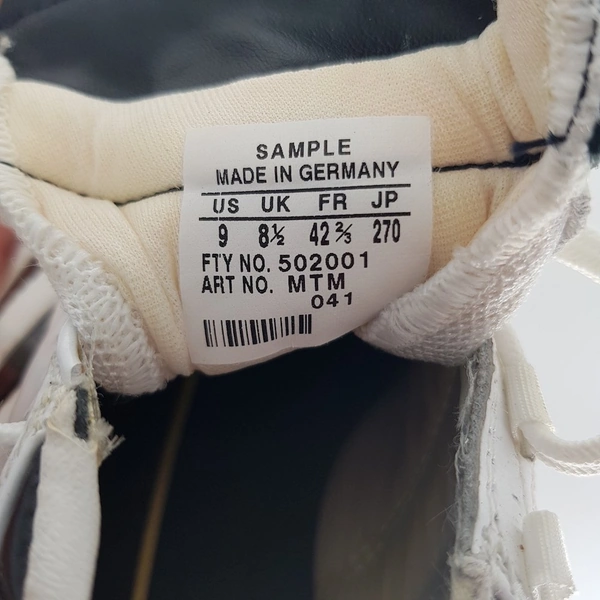 SAMPLE
MADE IN GERMANY
US UK FR JP
9 8½ 42⅔ 270
FT'Y NO. 502001
ART NO. MTM
041